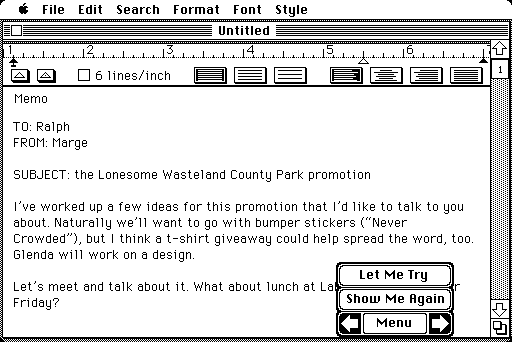 File Edit Search Format Font Style
Untitled
1 2 3 4 5 6 7
6 lines/inch
1
Memo
TO: Ralph
FROM: Marge
SUBJECT: the Lonesome Wasteland County Park promotion
I've worked up a few ideas for this promotion that I'd like to talk to you
about. Naturally we'll want to go with bumper stickers (“Never
Crowded”), but I think a t-shirt giveaway could help spread the word, too.
Glenda will work on a design.
Let's meet and talk about it. What about lunch at
Friday?
Let Me Try
Show Me Again
Menu